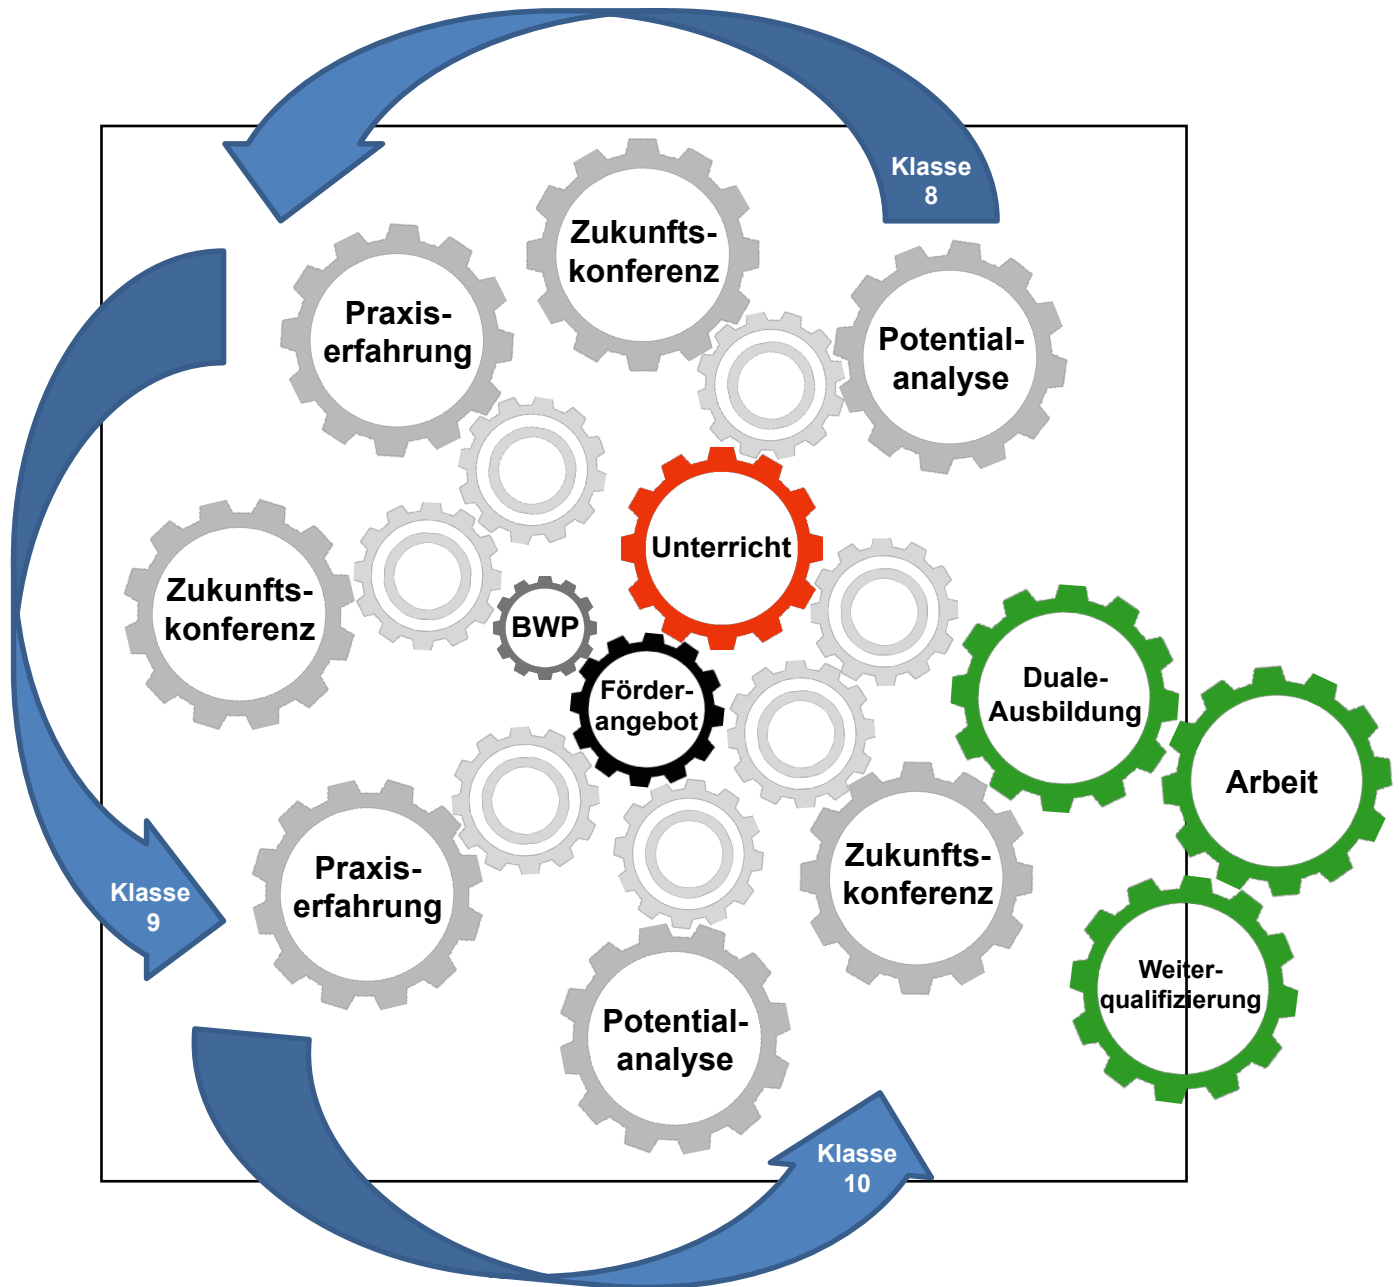 Klasse
8
Zukunfts-
konferenz
Praxis-
erfahrung
Potential-
analyse
Unterricht
Zukunfts-
konferenz
BWP
Förder-
angebot
Duale-
Ausbildung
Arbeit
Praxis-
erfahrung
Zukunfts-
konferenz
Klasse
9
Weiter-
qualifizierung
Potential-
analyse
Klasse
10